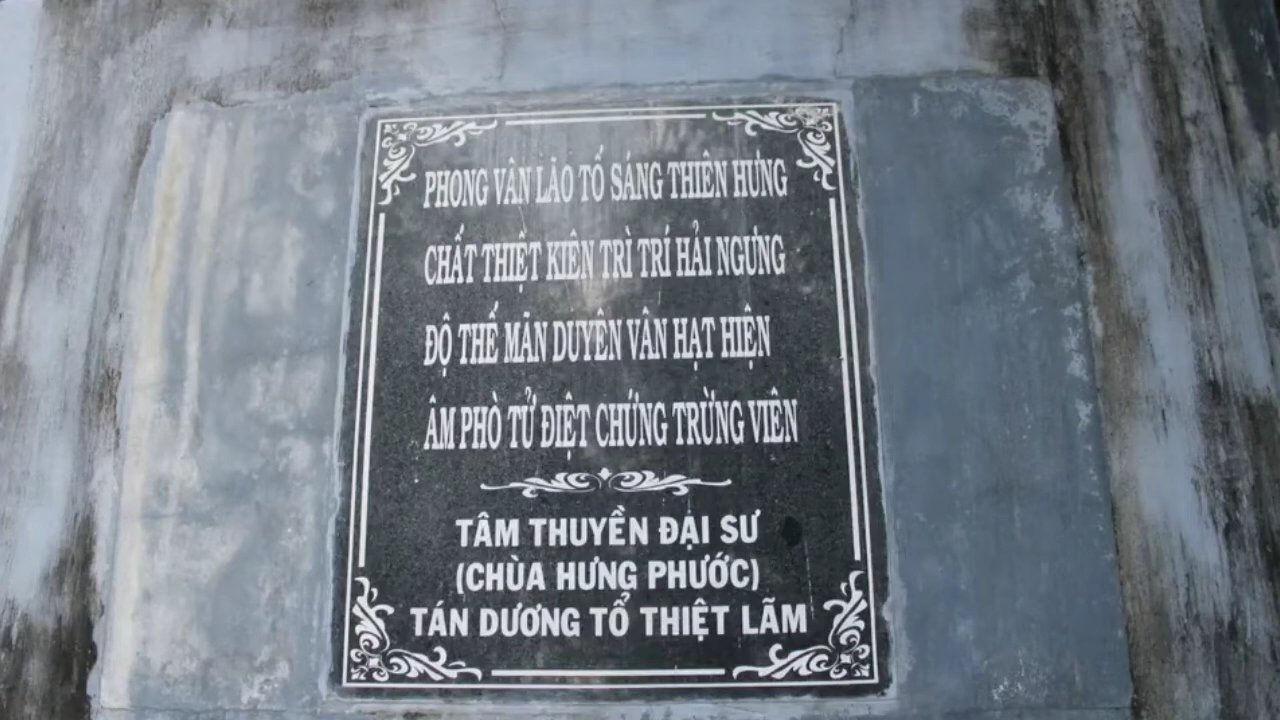 PHONG VÂN LÃO TỔ SÁNG THIÊN HƯNG
CHẤT THIỆT KIÊN TRÌ TRÍ HẢI NGƯNG
ĐỘ THẾ MÃN DUYÊN VÂN HẠT HIỆN
ÂM PHÒ TỬ ĐIỆT CHỨNG TRỪNG VIÊN
TÂM THUYỀN ĐẠI SƯ
(CHÙA HƯNG PHƯỚC)
TÁN DƯƠNG TỔ THIỆT LÃM